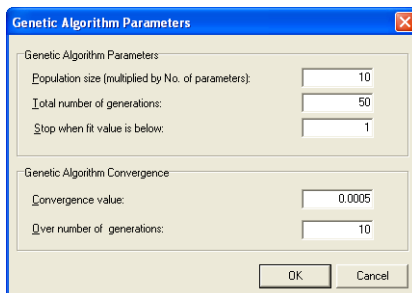 Genetic Algorithm Parameters
Genetic Algorithm Parameters
Population size (multiplied by No. of parameters): 10
Total number of generations: 50
Stop when fit value is below: 1
Genetic Algorithm Convergence
Convergence value: 0.0005
Over number of generations: 10
OK Cancel